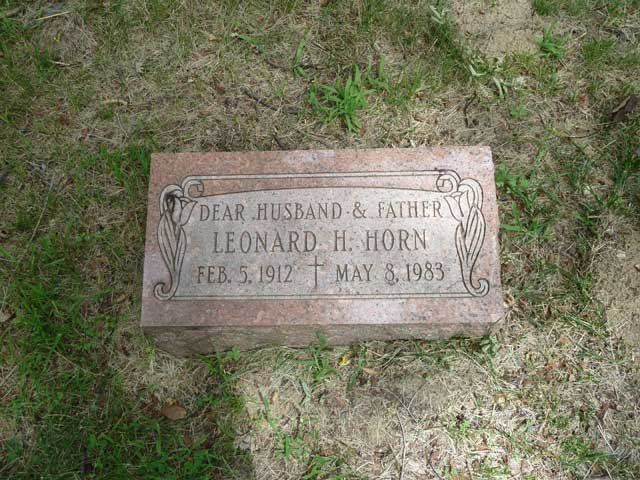 DEAR HUSBAND & FATHER
LEONARD H. HORN
FEB. 5, 1912 † MAY 8, 1983